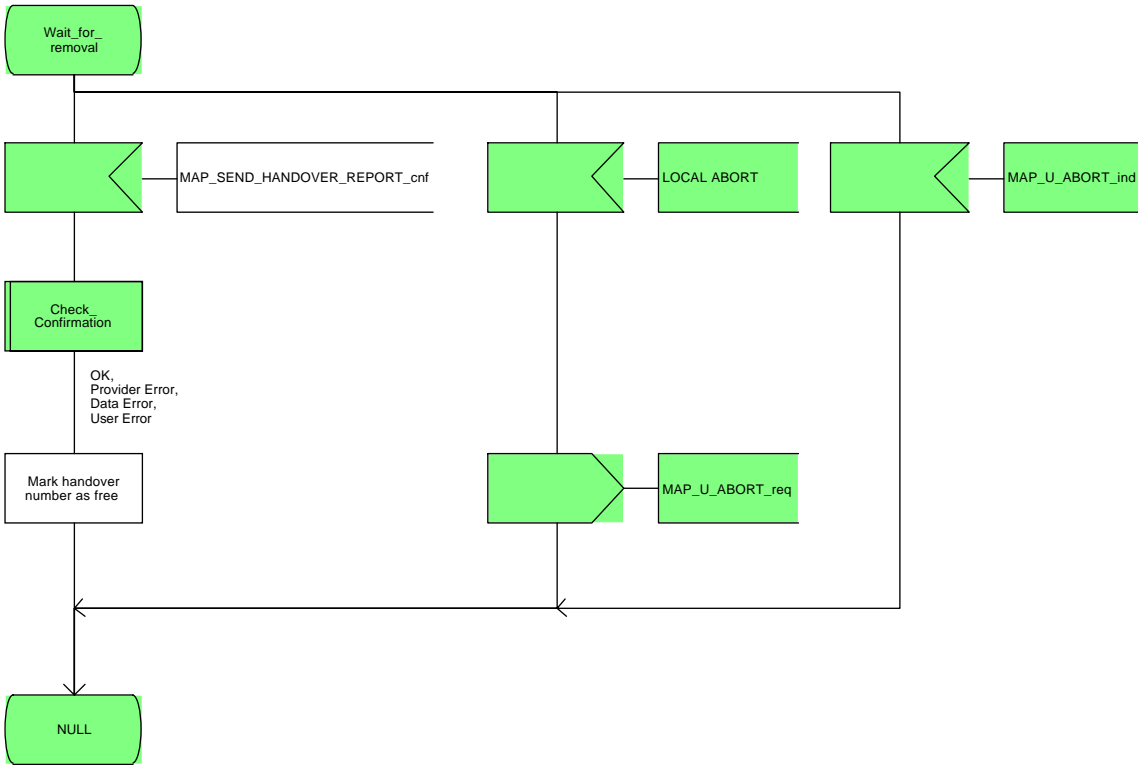 Wait_for_
removal
MAP_SEND_HANDOVER_REPORT_cnf
LOCAL ABORT
MAP_U_ABORT_ind
Check_
Confirmation
OK,
Provider Error,
Data Error,
User Error
Mark handover
number as free
MAP_U_ABORT_req
NULL